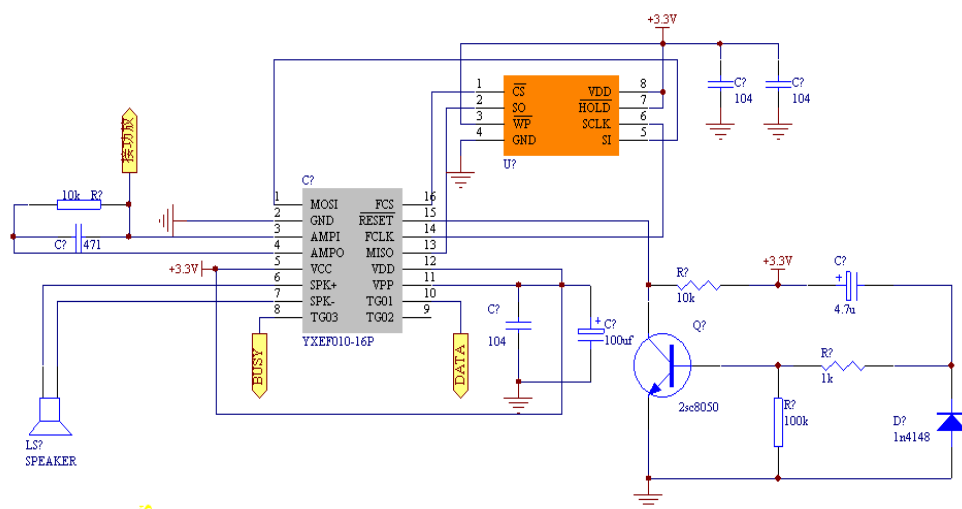 +3.3V
1 CS VDD 8
2 SO HOLD 7
3 WP SCLK 6
4 GND SI 5
U?
C?
104
C?
104
接功放
10k R?
C? 471
C?
1 MOSI FCS 16
2 GND RESET 15
3 AMPI FCLK 14
4 AMPO MISO 13
5 VCC VDD 12
6 SPK+ VPP 11
7 SPK- TG01 10
8 TG03 TG02 9
YXEF010-16P
+3.3V
BUSY
DATA
C?
104
+ C?
100uf
LS?
SPEAKER
R?
10k
+3.3V
C?
+
4.7u
Q?
2sc8050
R?
1k
R?
100k
D?
1n4148